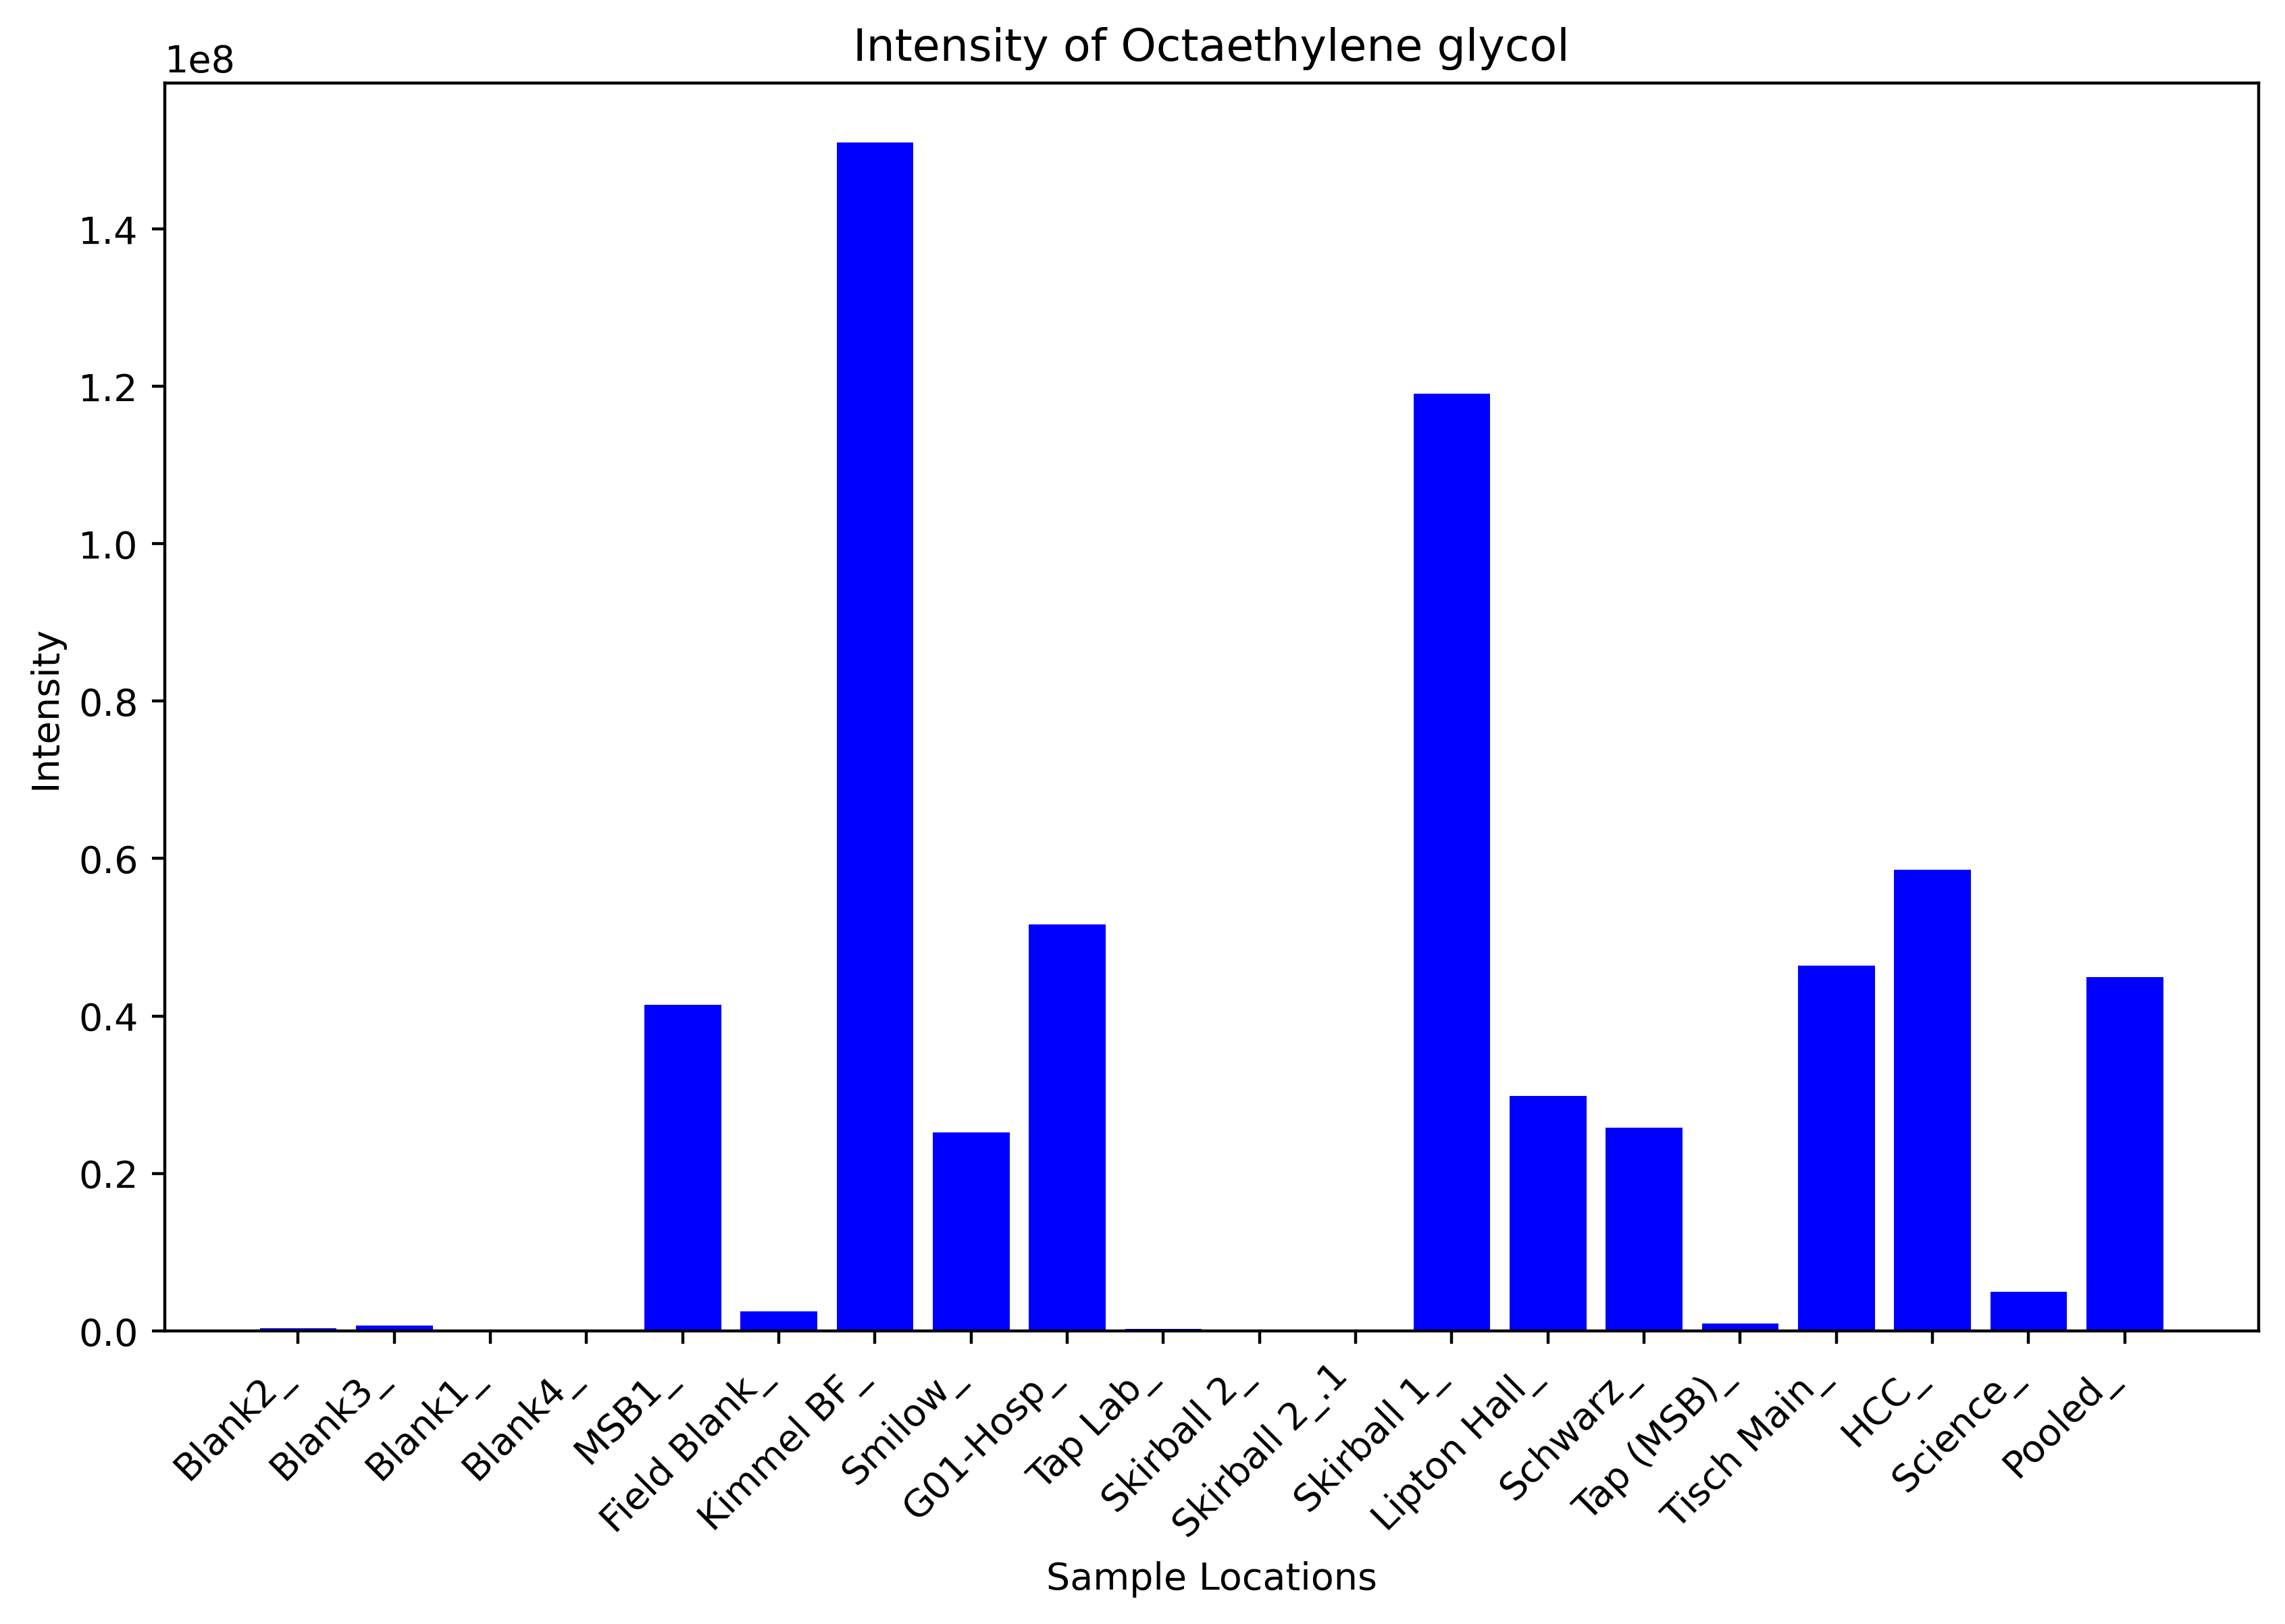 Intensity of Octaethylene glycol
1e8
1.4
1.2
1.0
0.8
0.6
0.4
0.2
0.0
Intensity
Blank2_
Blank3_
Blank1_
Blank4_
MSB1_
Field Blank_
Kimmel BF_
Smilow_
G01-Hosp_
Tap Lab_
Skirball 2_
Skirball 2_.1
Skirball 1_
Lipton Hall_
Schwarz_
Tap (MSB)_
Tisch Main_
HCC_
Science_
Pooled_
Sample Locations